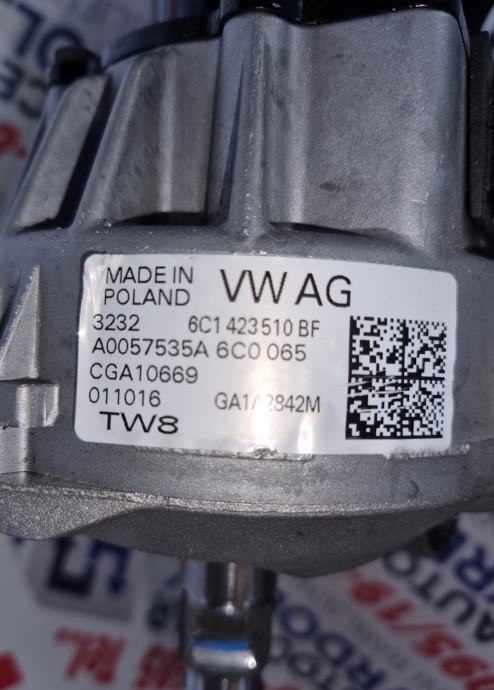 MADE IN
POLAND
VW AG
3232 6C1 423 510 BF
A0057535A 6C0 065
CGA10669
011016 GA1A2842M
TW8